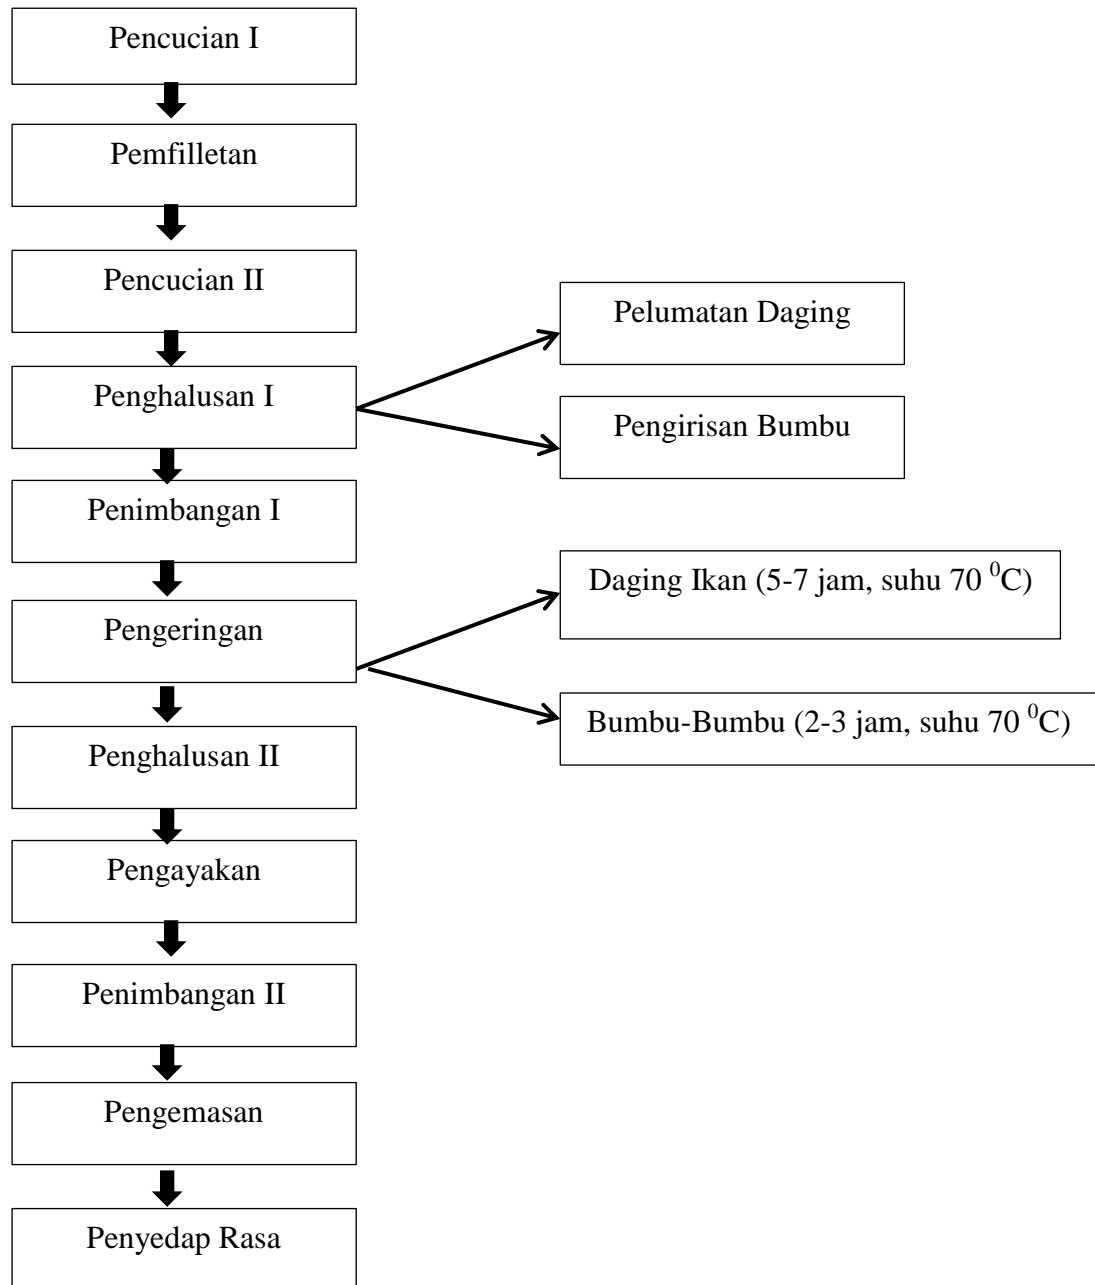 Pencucian I
Pemfilletan
Pencucian II
Penghalusan I
Pelumatan Daging
Pengirisan Bumbu
Penimbangan I
Pengeringan
Daging Ikan (5-7 jam, suhu 70 ⁰C)
Bumbu-Bumbu (2-3 jam, suhu 70 ⁰C)
Penghalusan II
Pengayakan
Penimbangan II
Pengemasan
Penyedap Rasa